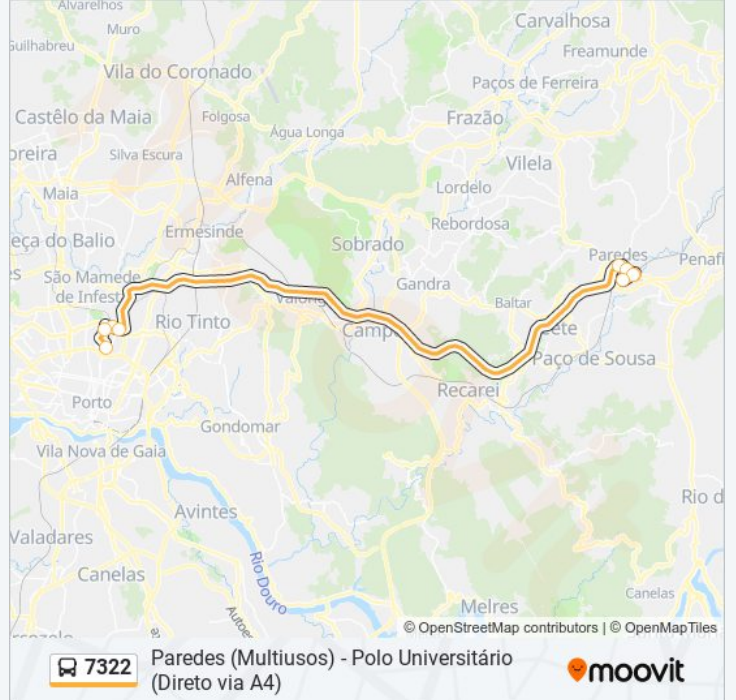 Alvarelhos
Carvalhosa
Muro
Guilhabreu
Freamunde
Vila do Coronado
Paços de Ferreira
Castêlo da Maia
Folgosa
Frazão
Água Longa
Silva Escura
Vilela
Alfena
Maia
Lordelo
Rebordosa
Ermesinde
eça do Balio
Sobrado
Paredes
Penafi
São Mamede
de Infest
Gandra
Baltar
Valong
Rio Tinto
Camp
ete
Paço de Sousa
Recarei
Porto
Gondomar
Vila Nova de Gaia
Rio d
Avintes
Valadares
Rio Douro
Canelas
Canelas
Melres
© OpenStreetMap contributors | © OpenMapTiles
7322
Paredes (Multiusos) - Polo Universitário
(Direto via A4)
moovit